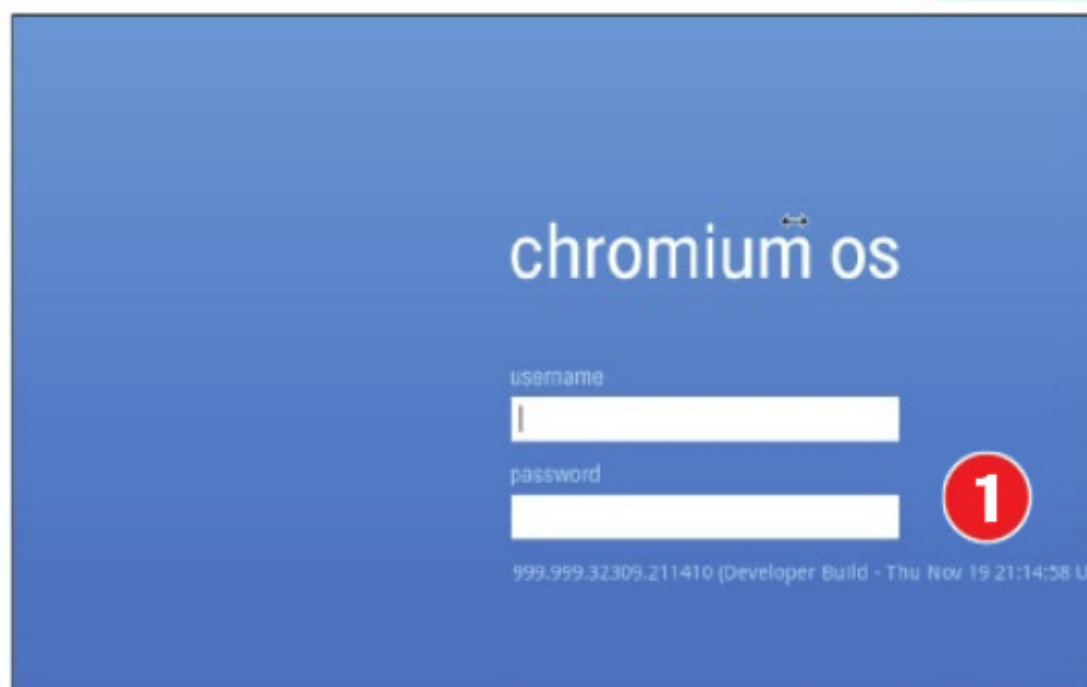 chromium os
username
password
1
999.999.32309.211410 (Developer Build - Thu Nov 19 21:14:58 U